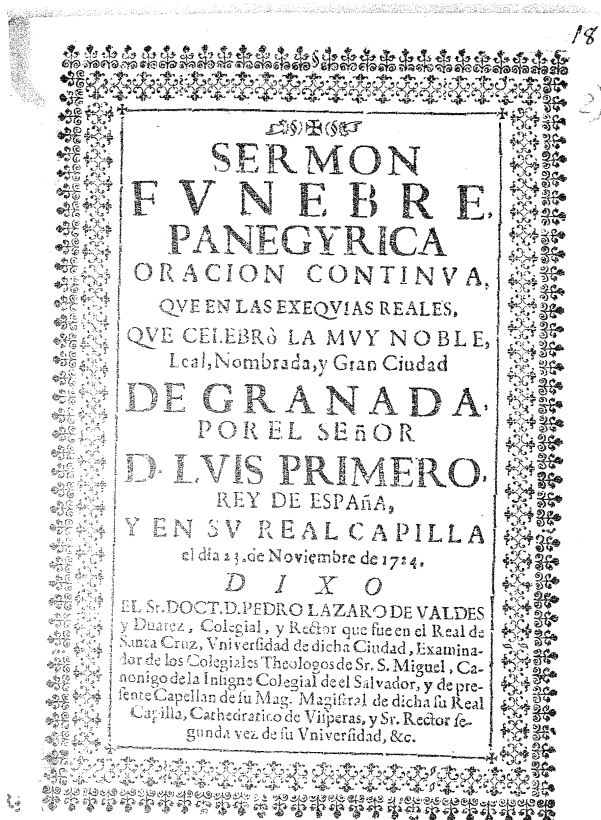 18
SERMON
FVNEBRE,
PANEGYRICA
ORACION CONTINVA,
QVE EN LAS EXEQVIAS REALES,
QVE CELEBRò LA MVY NOBLE,
Leal, Nombrada, y Gran Ciudad
DE GRANADA,
POR EL SEñOR
D. LVIS PRIMERO,
REY DE ESPAñA,
Y EN SV REAL CAPILLA
el dia 23. de Noviembre de 1724.
DIXO
EL Sr. DOCT. D. PEDRO LAZARO DE VALDES
y Duarez, Colegial, y Rector que fue en el Real de
Santa Cruz, Vniverſidad de dicha Ciudad, Examina-
dor de los Colegiales Theologos de Sr. S. Miguel, Ca-
nonigo de la Inſigne Colegial de el Salvador, y de pre-
ſente Capellan de ſu Mag. Magiſtral de dicha ſu Real
Capilla, Cathedratico de Viſperas, y Sr. Rector ſe-
gunda vez de ſu Vniverſidad, &c.